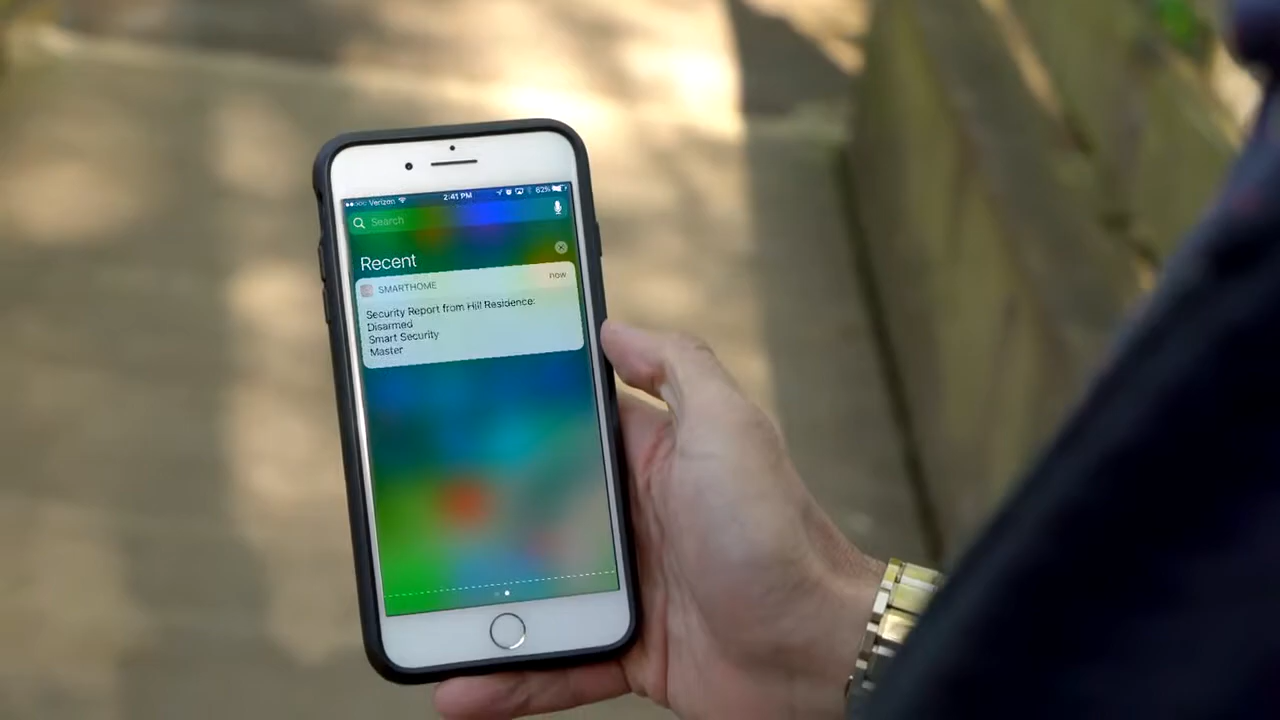 Verizon 2:41 PM 62%
Search
Recent
SMARTHOME now
Security Report from Hill Residence:
Disarmed
Smart Security
Master